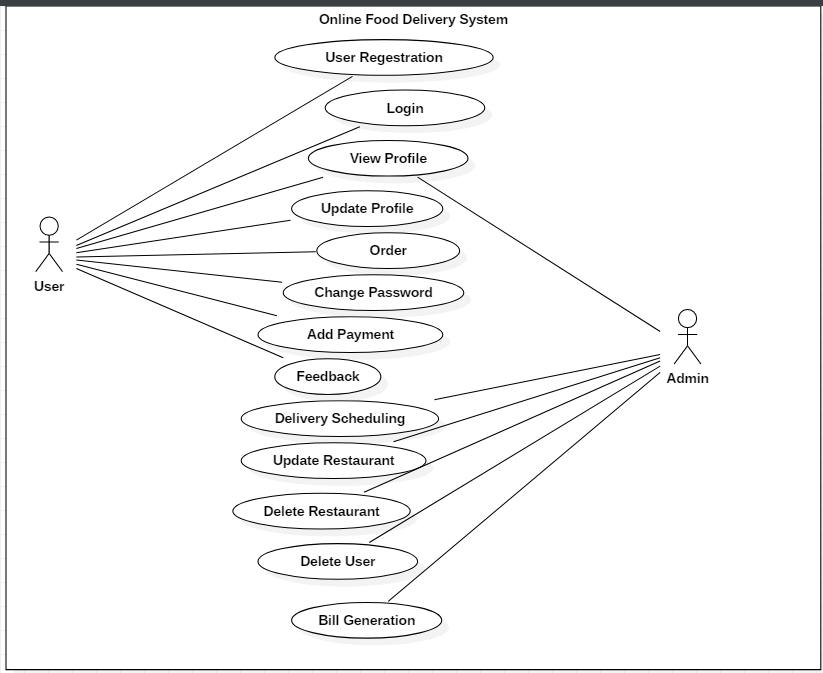 Online Food Delivery System
User Regestration
Login
View Profile
Update Profile
Order
User
Change Password
Add Payment
Feedback
Admin
Delivery Scheduling
Update Restaurant
Delete Restaurant
Delete User
Bill Generation